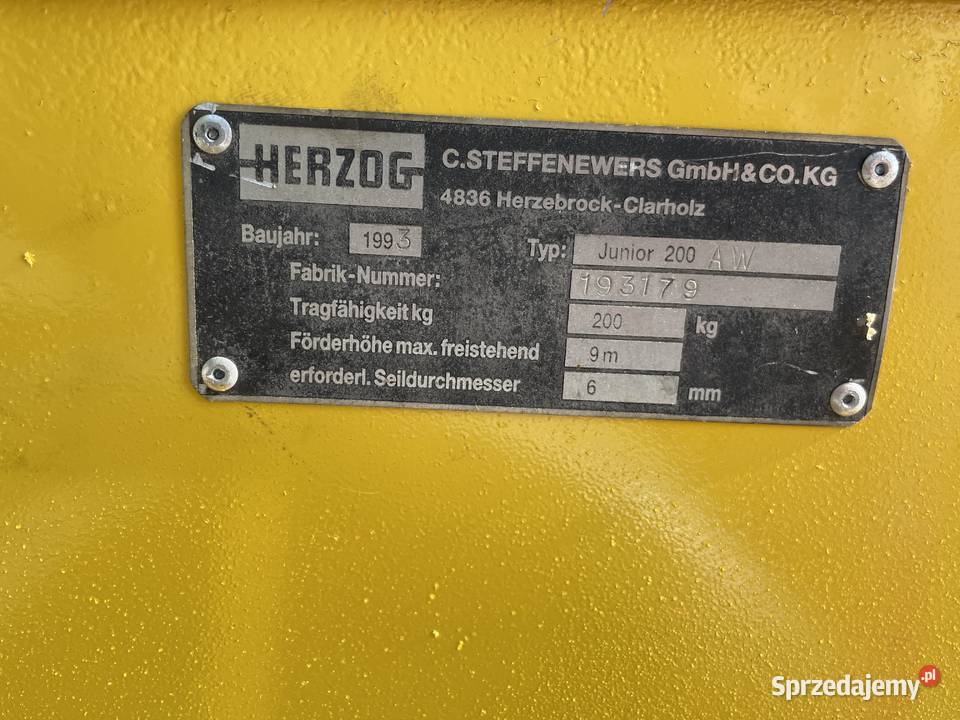 HERZOG
C.STEFFENEWERS GmbH&CO.KG
4836 Herzebrock-Clarholz
Baujahr: 1993 Typ: Junior 200 AW
Fabrik-Nummer: 193179
Tragfähigkeit kg 200 kg
Förderhöhe max. freistehend 9m
erforderl. Seildurchmesser 6 mm
Sprzedajemy.pl